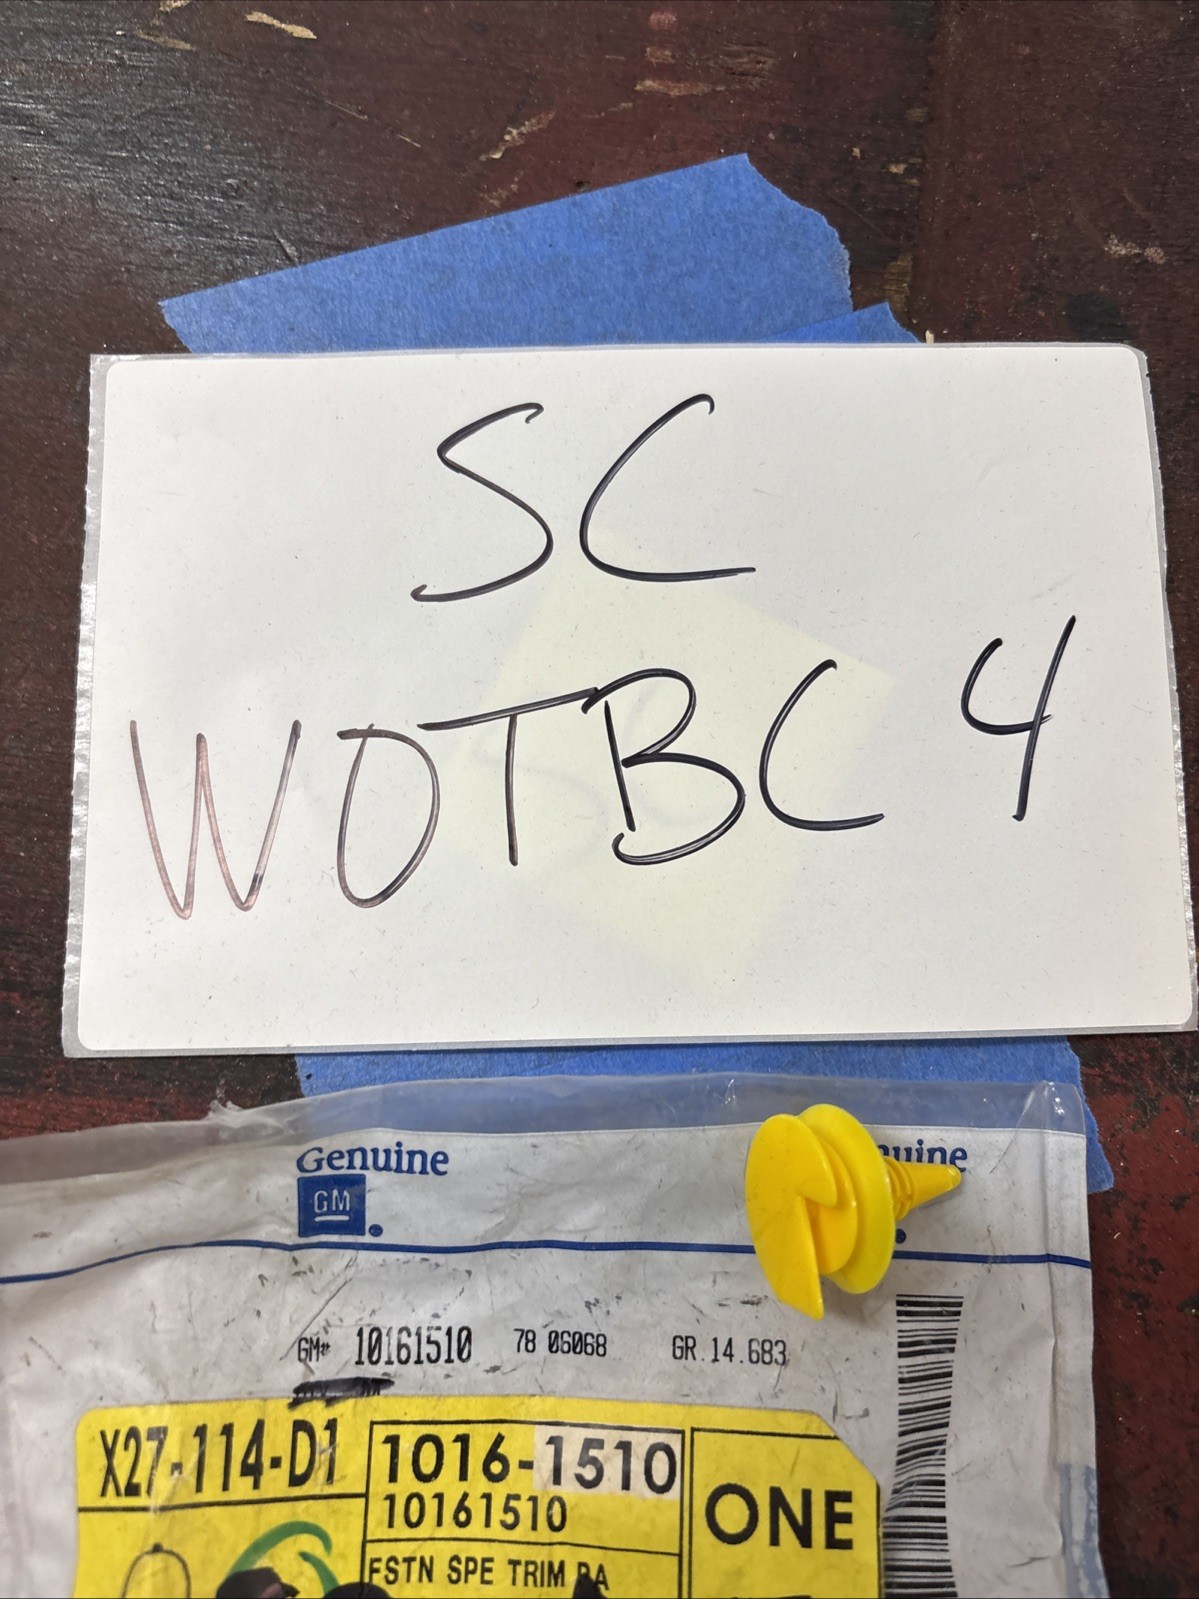 SC
WOTBC 4
Genuine
GM
GM# 10161510 78 06068 GR.14.683
X27-114-D1
1016-1510
10161510
ONE
FSTN SPE TRIM